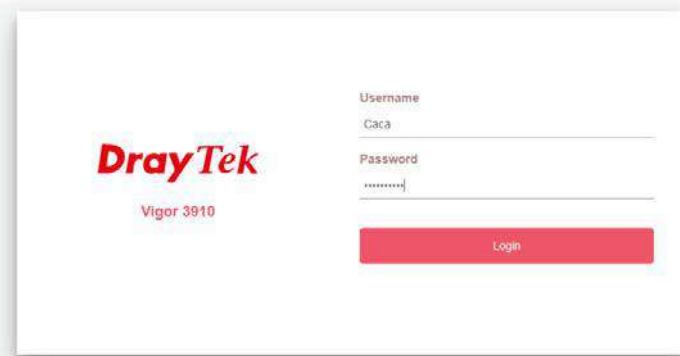 DrayTek
Vigor 3910
Username
Caca
Password
••••••••••
Login